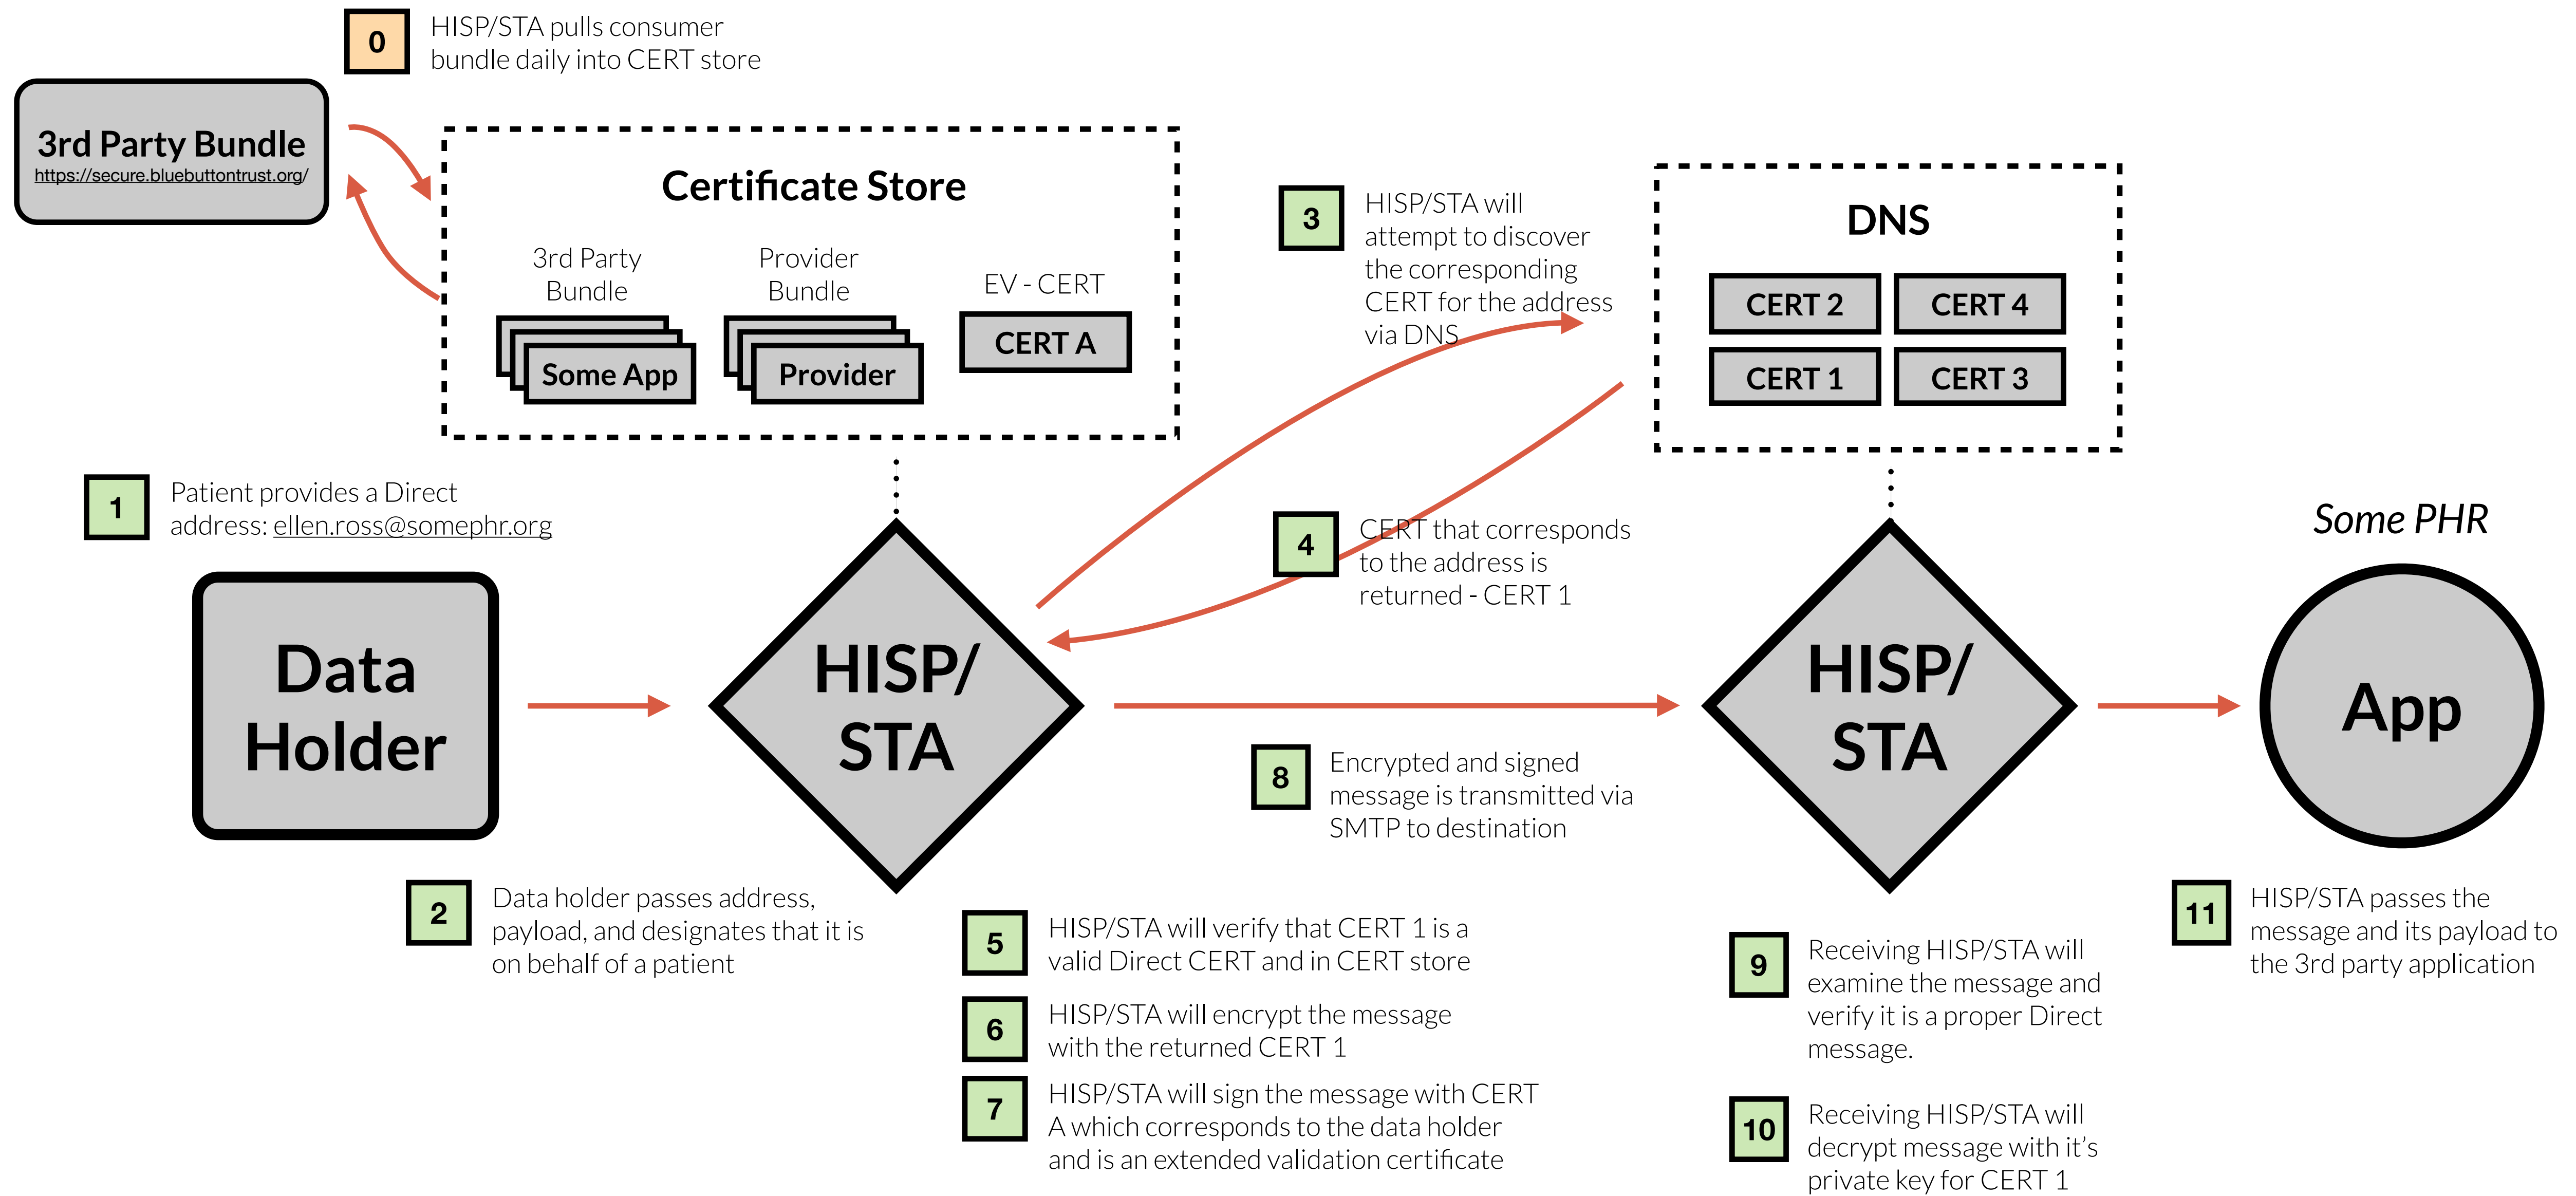 0
HISP/STA pulls consumer
bundle daily into CERT store
3rd Party Bundle
https://secure.bluebuttontrust.org/
Certificate Store
3rd Party
Bundle
Some App
Provider
Bundle
Provider
EV - CERT
CERT A
3
HISP/STA will
attempt to discover
the corresponding
CERT for the address
via DNS
DNS
CERT 2
CERT 4
CERT 1
CERT 3
1
Patient provides a Direct
address: ellen.ross@somephr.org
4
CERT that corresponds
to the address is
returned - CERT 1
Some PHR
Data
Holder
HISP/
STA
HISP/
STA
App
8
Encrypted and signed
message is transmitted via
SMTP to destination
2
Data holder passes address,
payload, and designates that it is
on behalf of a patient
5
HISP/STA will verify that CERT 1 is a
valid Direct CERT and in CERT store
6
HISP/STA will encrypt the message
with the returned CERT 1
7
HISP/STA will sign the message with CERT
A which corresponds to the data holder
and is an extended validation certificate
9
Receiving HISP/STA will
examine the message and
verify it is a proper Direct
message.
10
Receiving HISP/STA will
decrypt message with it's
private key for CERT 1
11
HISP/STA passes the
message and its payload to
the 3rd party application